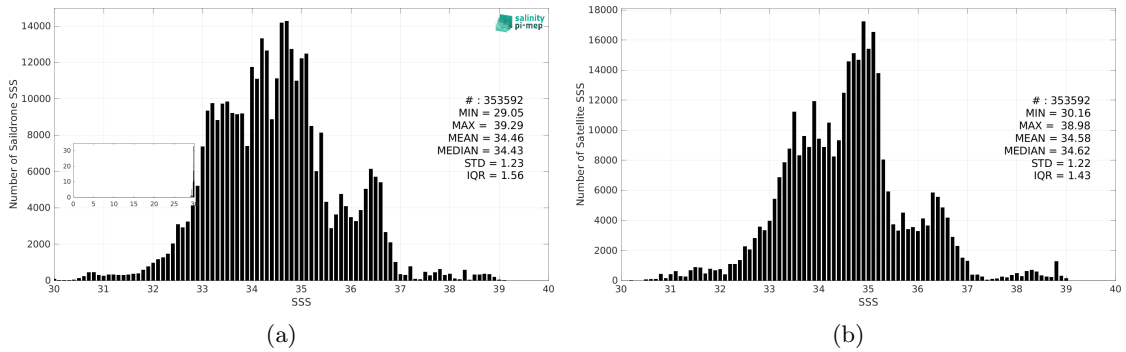 salinity
pi-mep
14000
12000
10000
8000
6000
4000
2000
0
Number of Saildrone SSS
# : 353592
MIN = 29.05
MAX = 39.29
MEAN = 34.46
MEDIAN = 34.43
STD = 1.23
IQR = 1.56
30
20
10
0
0 5 10 15 20 25 30
30 31 32 33 34 35 36 37 38 39 40
SSS
(a)
18000
16000
14000
12000
10000
8000
6000
4000
2000
0
Number of Satellite SSS
# : 353592
MIN = 30.16
MAX = 38.98
MEAN = 34.58
MEDIAN = 34.62
STD = 1.22
IQR = 1.43
30 31 32 33 34 35 36 37 38 39 40
SSS
(b)